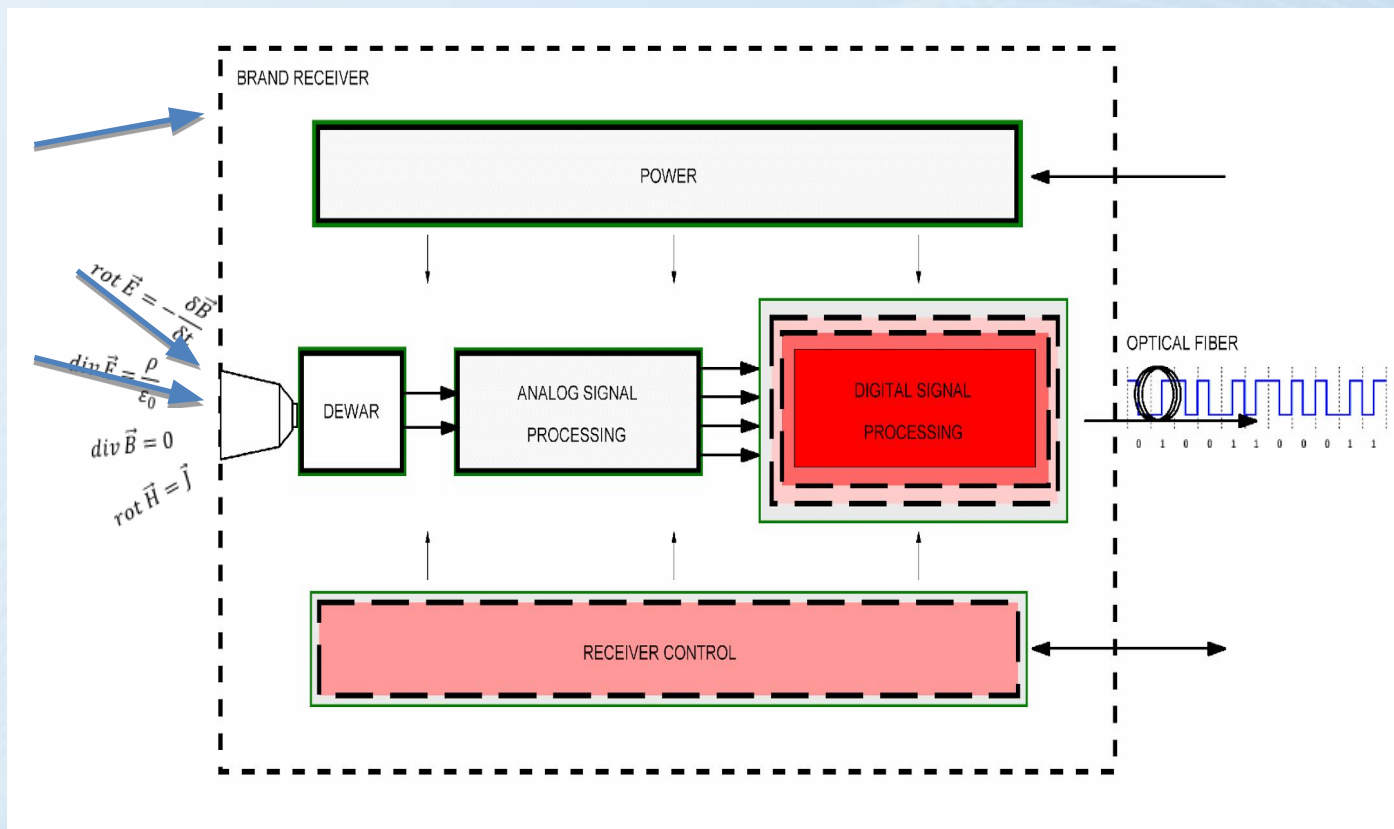 BRAND RECEIVER
POWER
rot E⃗ = − δB⃗/δt
div E⃗ = ρ/ε₀
div B⃗ = 0
rot H⃗ = J⃗
DEWAR
ANALOG SIGNAL
PROCESSING
DIGITAL SIGNAL
PROCESSING
OPTICAL FIBER
0 1 0 0 1 1 0 0 0 1 1
RECEIVER CONTROL